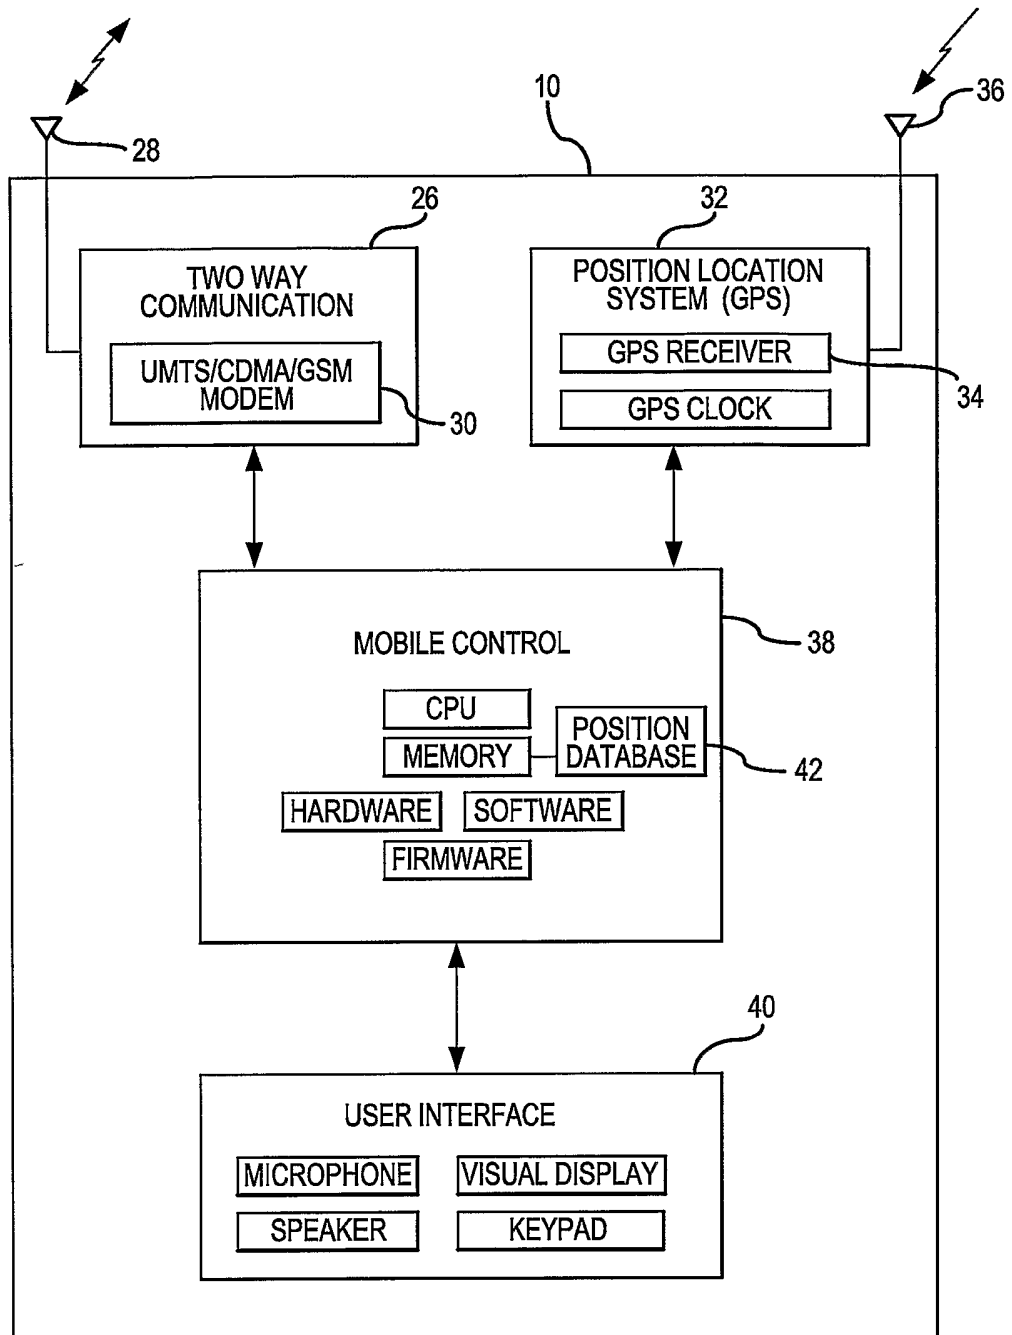 10
36
28
26
32
TWO WAY
COMMUNICATION
UMTS/CDMA/GSM
MODEM
30
POSITION LOCATION
SYSTEM (GPS)
GPS RECEIVER
GPS CLOCK
34
MOBILE CONTROL
38
CPU
MEMORY
POSITION
DATABASE
42
HARDWARE
SOFTWARE
FIRMWARE
40
USER INTERFACE
MICROPHONE
VISUAL DISPLAY
SPEAKER
KEYPAD